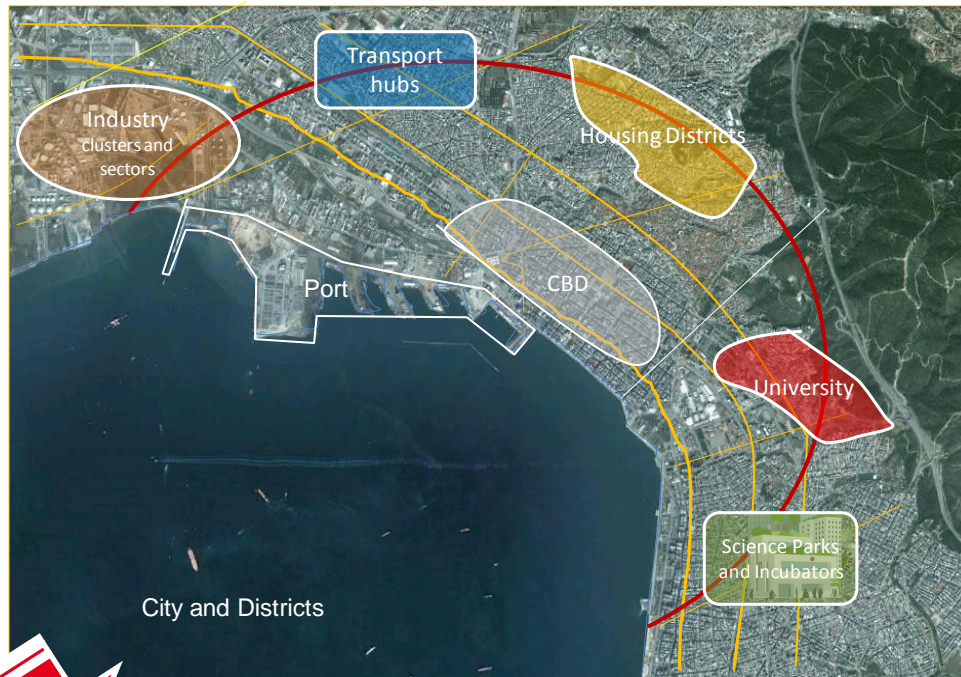 Transport
hubs
Industry
clusters and
sectors
Housing Districts
Port
CBD
University
Science Parks
and Incubators
City and Districts